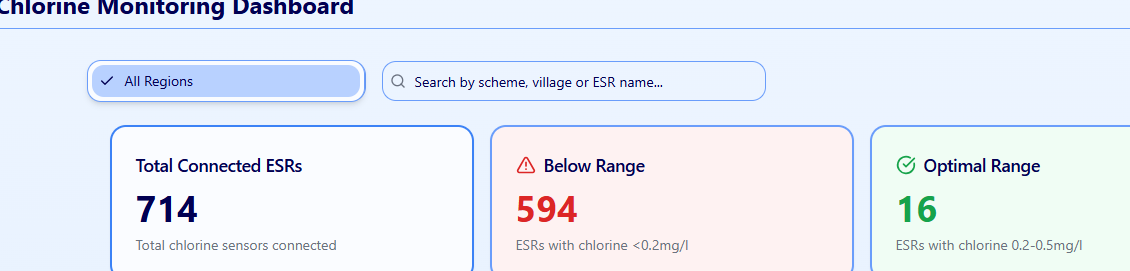 Chlorine Monitoring Dashboard
All Regions
Search by scheme, village or ESR name...
Total Connected ESRs
714
Total chlorine sensors connected
Below Range
594
ESRs with chlorine <0.2mg/l
Optimal Range
16
ESRs with chlorine 0.2-0.5mg/l